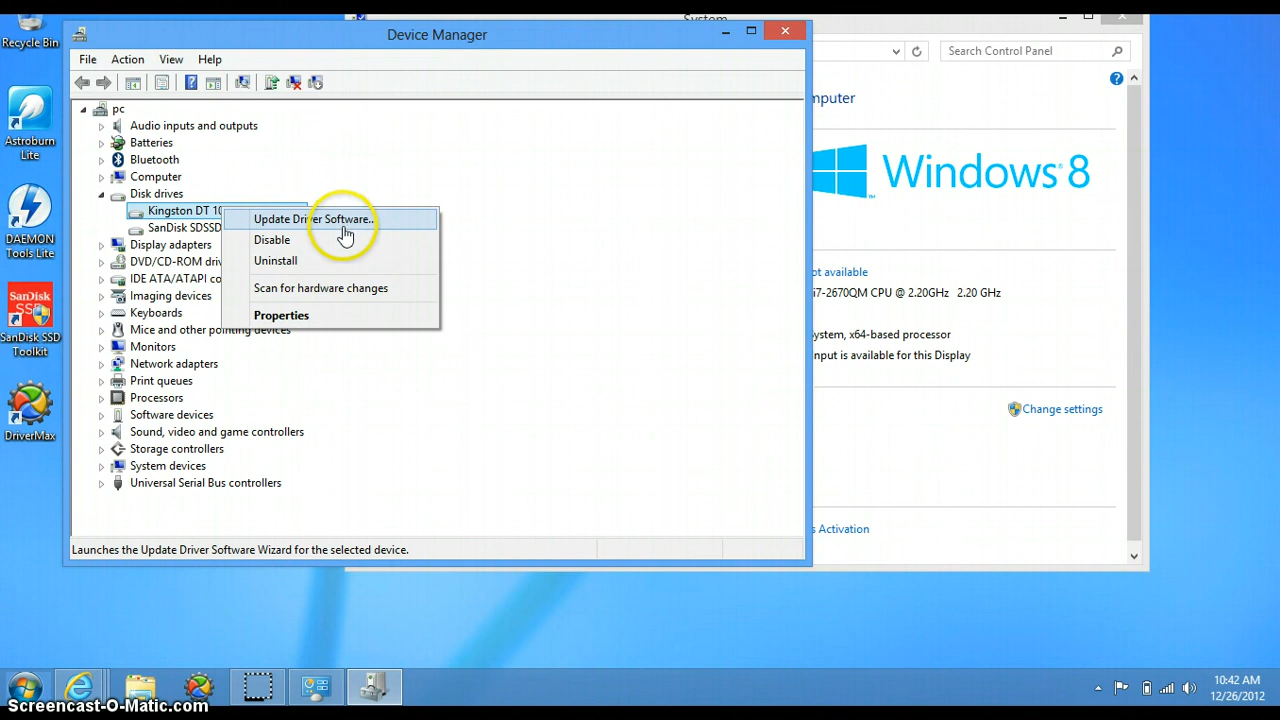 Recycle Bin
Astroburn
Lite
DAEMON
Tools Lite
SanDisk
SSD
SanDisk SSD
Toolkit
DriverMax
Device Manager
File Action View Help
pc
Audio inputs and outputs
Batteries
Bluetooth
Computer
Disk drives
Kingston DT 10
SanDisk SDSSD
Display adapters
DVD/CD-ROM driv
IDE ATA/ATAPI co
Imaging devices
Keyboards
Mice and other pointing devices
Monitors
Network adapters
Print queues
Processors
Software devices
Sound, video and game controllers
Storage controllers
System devices
Universal Serial Bus controllers
Update Driver Software...
Disable
Uninstall
Scan for hardware changes
Properties
Launches the Update Driver Software Wizard for the selected device.
System
Search Control Panel
mputer
Windows 8
ot available
i7-2670QM CPU @ 2.20GHz 2.20 GHz
System, x64-based processor
nput is available for this Display
Change settings
s Activation
10:42 AM
12/26/2012
Screencast-O-Matic.com